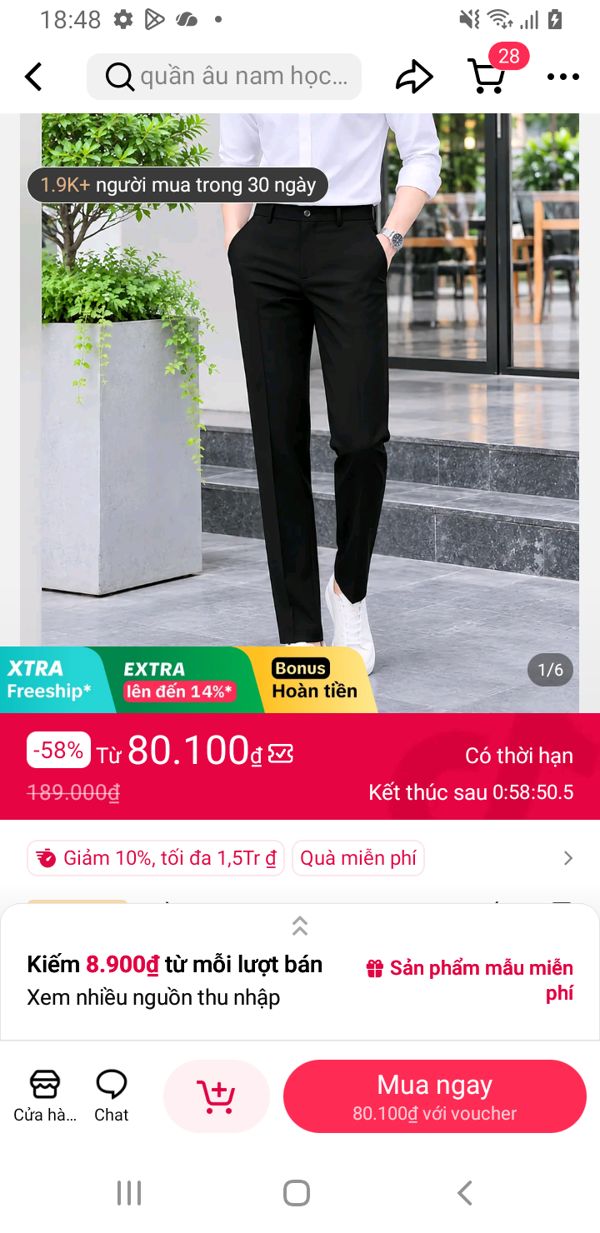 18:48
quần âu nam học...
28
1.9K+ người mua trong 30 ngày
XTRA
Freeship*
EXTRA
lên đến 14%*
Bonus
Hoàn tiền
1/6
-58% Từ 80.100₫
Có thời hạn
189.000₫
Kết thúc sau 0:58:50.5
Giảm 10%, tối đa 1,5Tr ₫
Quà miễn phí
Kiếm 8.900₫ từ mỗi lượt bán
Xem nhiều nguồn thu nhập
Sản phẩm mẫu miễn
phí
Cửa hà...
Chat
Mua ngay
80.100₫ với voucher